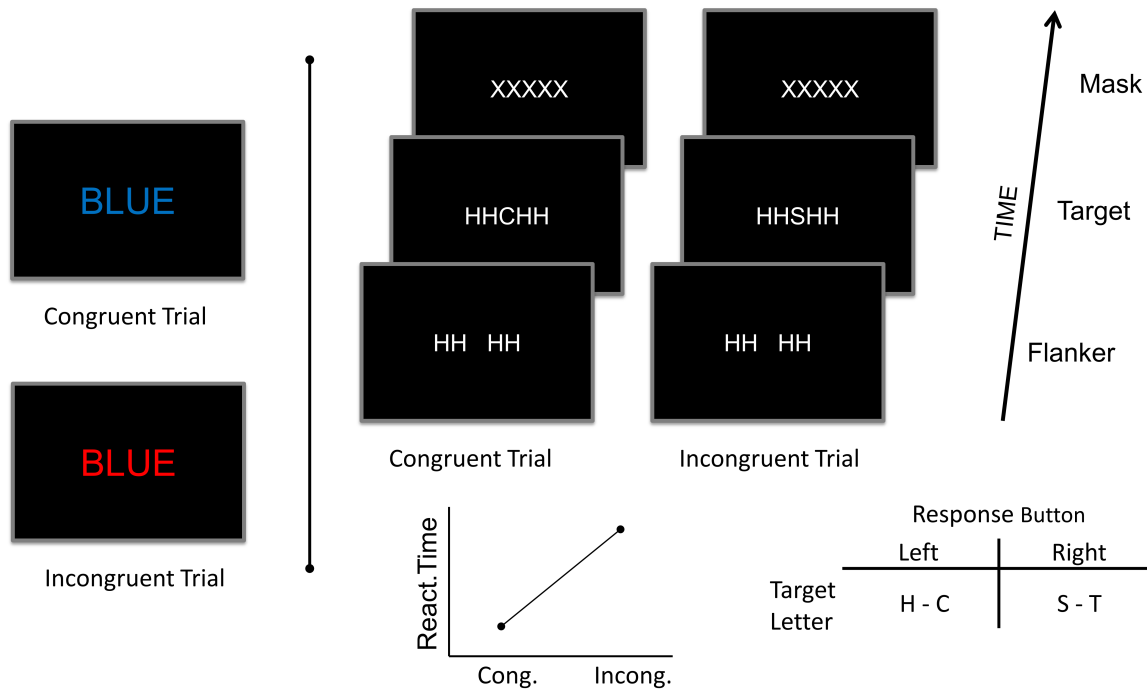 BLUE
Congruent Trial
BLUE
Incongruent Trial
XXXXX
HHCHH
HH HH
Congruent Trial
XXXXX
HHSHH
HH HH
Incongruent Trial
TIME
Mask
Target
Flanker
React.Time
Cong. Incong.
Response Button
Left Right
Target
Letter
H - C S - T